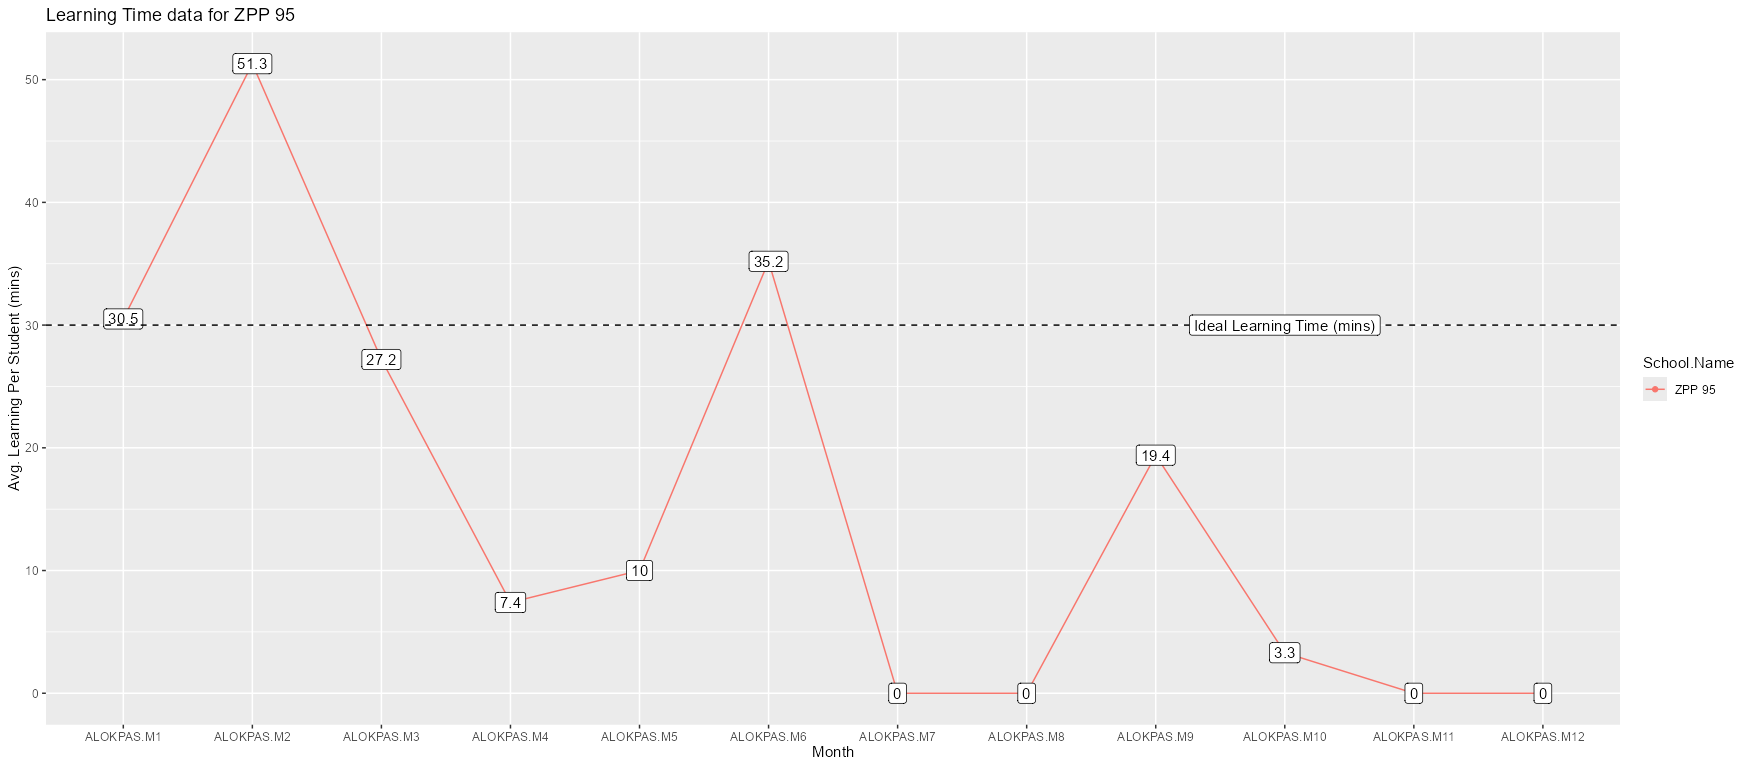 Learning Time data for ZPP 95
Avg. Learning Per Student (mins)
50
40
30
20
10
0
30.5
51.3
27.2
7.4
10
35.2
0
0
19.4
3.3
0
0
Ideal Learning Time (mins)
ALOKPAS.M1 ALOKPAS.M2 ALOKPAS.M3 ALOKPAS.M4 ALOKPAS.M5 ALOKPAS.M6 ALOKPAS.M7 ALOKPAS.M8 ALOKPAS.M9 ALOKPAS.M10 ALOKPAS.M11 ALOKPAS.M12
Month
School.Name
ZPP 95